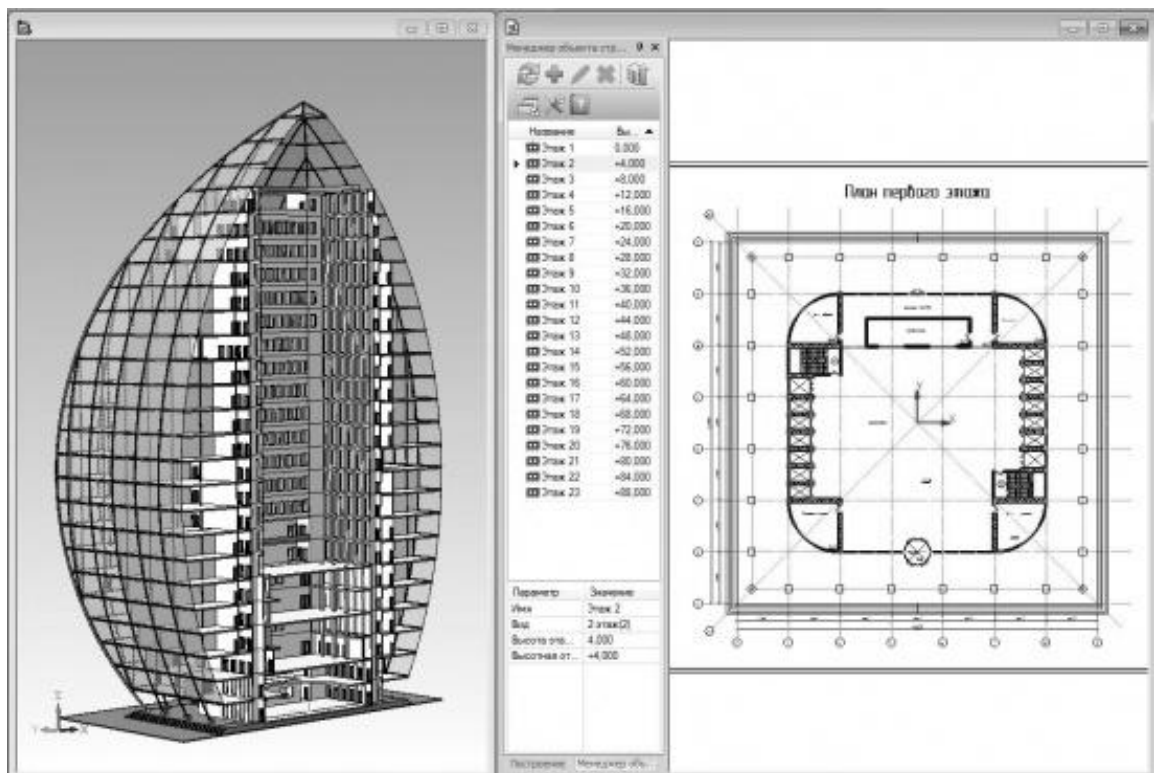 Менеджер объекта стр...
Название Вы...
Этаж 1 0,000
Этаж 2 +4,000
Этаж 3 +8,000
Этаж 4 +12,000
Этаж 5 +16,000
Этаж 6 +20,000
Этаж 7 +24,000
Этаж 8 +28,000
Этаж 9 +32,000
Этаж 10 +36,000
Этаж 11 +40,000
Этаж 12 +44,000
Этаж 13 +48,000
Этаж 14 +52,000
Этаж 15 +56,000
Этаж 16 +60,000
Этаж 17 +64,000
Этаж 18 +68,000
Этаж 19 +72,000
Этаж 20 +76,000
Этаж 21 +80,000
Этаж 22 +84,000
Этаж 23 +88,000
Параметр Значение
Имя Этаж 2
Вид 2 этаж(2)
Высота эта... 4,000
Высотная от... +4,000
Построение Менеджер объ...
План первого этажа
Z
Y X
Y
X